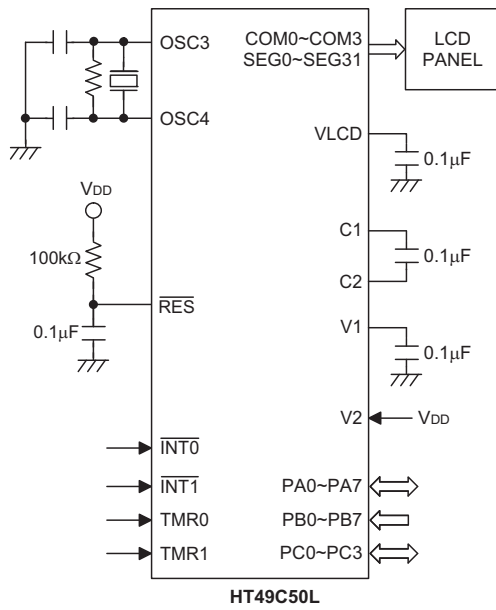 OSC3
OSC4
VDD
100kΩ
0.1μF
RES
INT0
INT1
TMR0
TMR1
COM0~COM3
SEG0~SEG31
LCD
PANEL
VLCD
0.1μF
C1
C2
0.1μF
V1
0.1μF
V2
VDD
PA0~PA7
PB0~PB7
PC0~PC3
HT49C50L